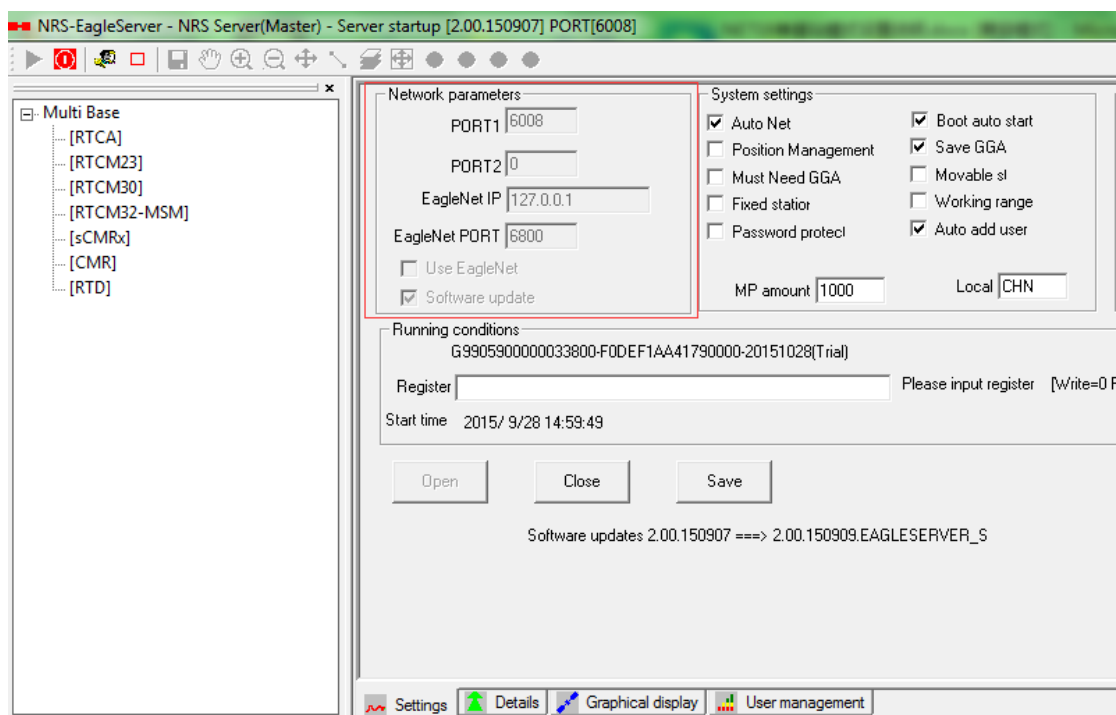 NRS-EagleServer - NRS Server(Master) - Server startup [2.00.150907] PORT[6008]
Multi Base
[RTCA]
[RTCM23]
[RTCM30]
[RTCM32-MSM]
[sCMRx]
[CMR]
[RTD]
Network parameters
PORT1 6008
PORT2 0
EagleNet IP 127.0.0.1
EagleNet PORT 6800
Use EagleNet
Software update
System settings
Auto Net
Boot auto start
Position Management
Save GGA
Must Need GGA
Movable
Fixed
Working range
Password
Auto add user
MP amount 1000
Local CHN
Running conditions
G9905900000033800-F0DEF1AA41790000-20151028(Trial)
Register
Please input register [Write=0
Start time 2015/ 9/28 14:59:49
Open
Close
Save
Software updates 2.00.150907 ===> 2.00.150909.EAGLESERVER_S
Settings
Details
Graphical display
User management